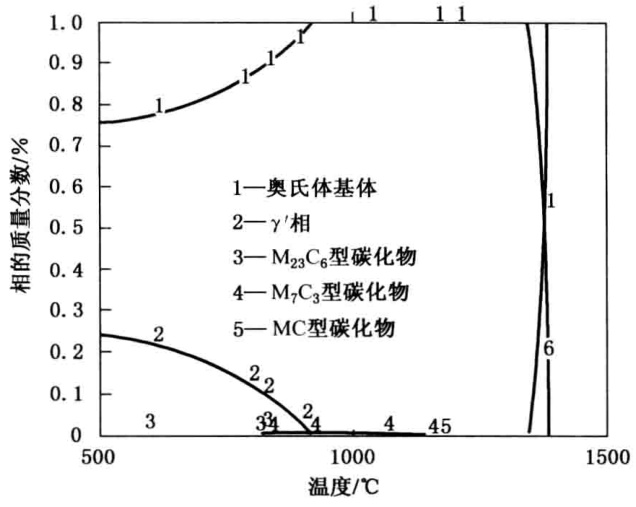 1 1 1
1.0
0.9
0.8
0.7
0.6
0.5
0.4
0.3
0.2
0.1
0
相的质量分数/%
1
1
1
1
1
1—奥氏体基体
2—γ′相
3—M₂₃C₆型碳化物
4—M₇C₃型碳化物
5—MC型碳化物
1
6
2
2
2
2
3
3
3 4 4 4 45
500 1000 1500
温度/℃